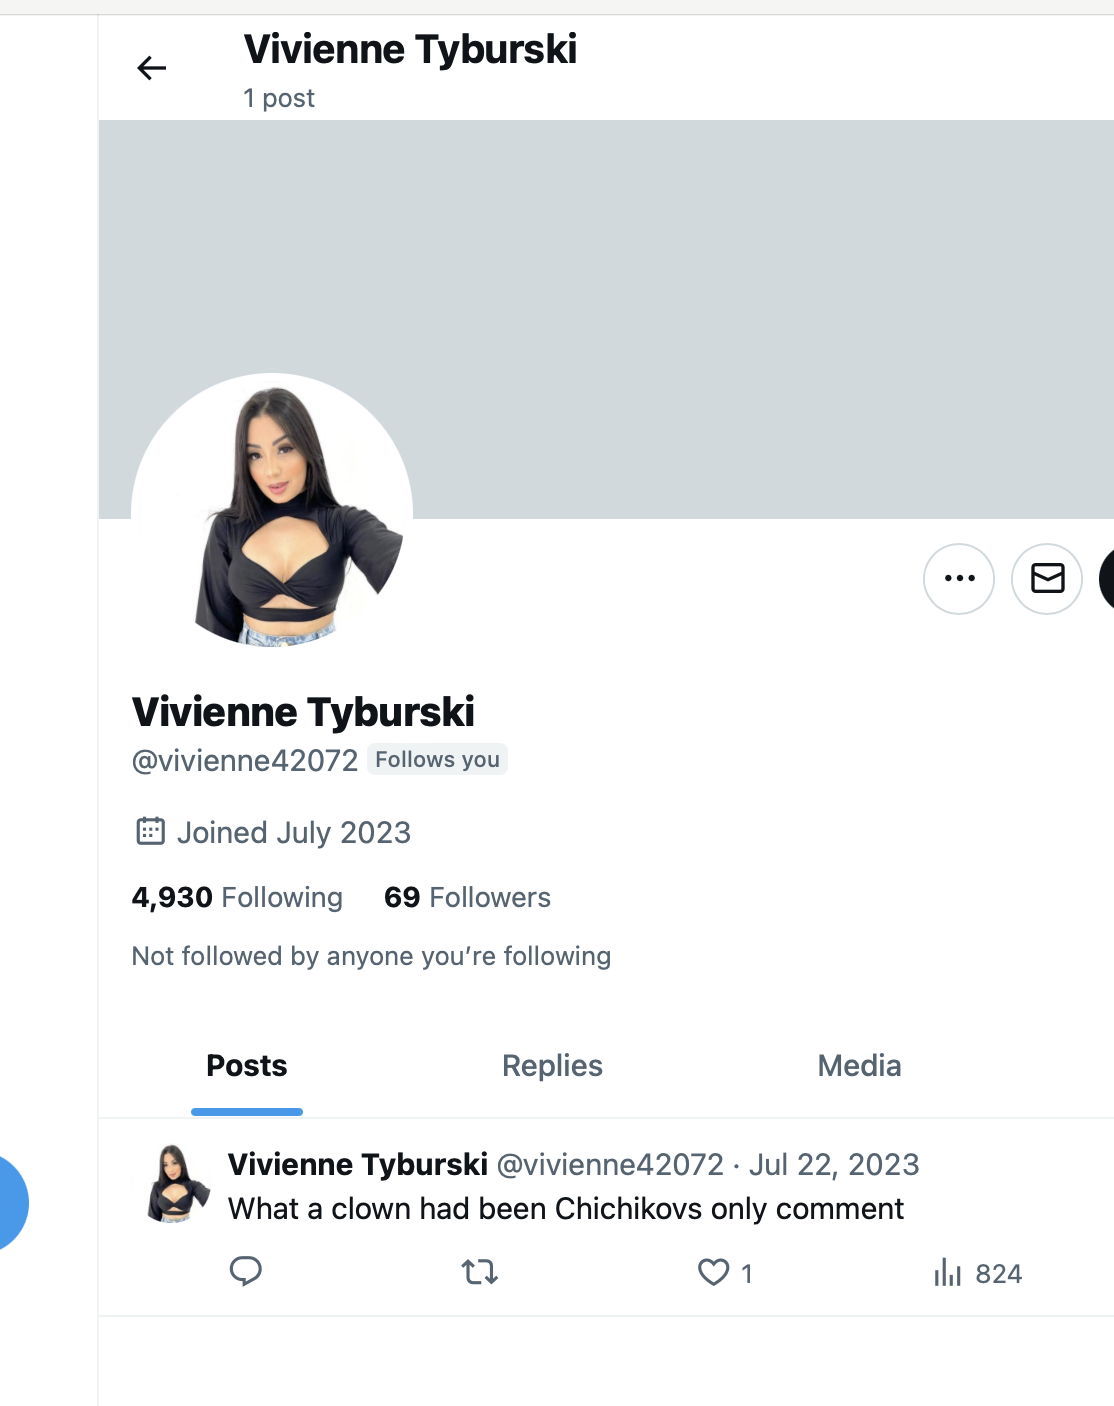 Vivienne Tyburski
1 post
Vivienne Tyburski
@vivienne42072 Follows you
Joined July 2023
4,930 Following 69 Followers
Not followed by anyone you’re following
Posts Replies Media
Vivienne Tyburski @vivienne42072 · Jul 22, 2023
What a clown had been Chichikovs only comment
1 824